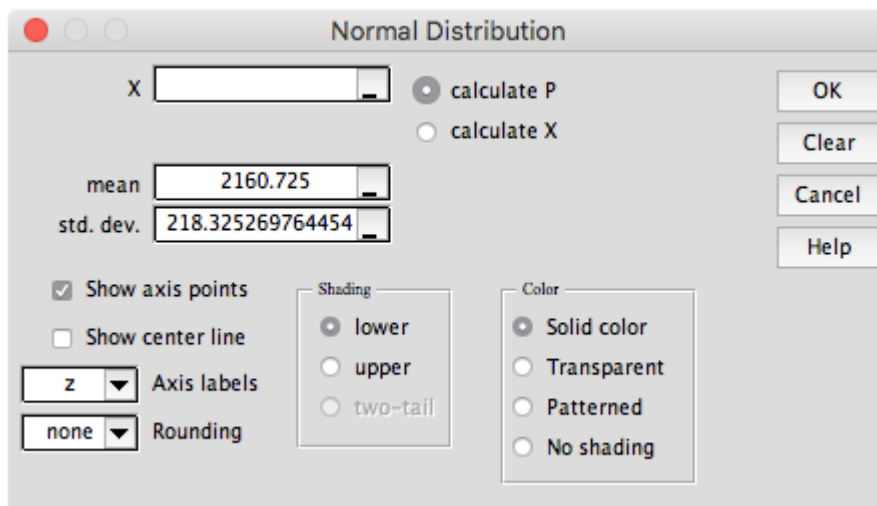 Normal Distribution
X
calculate P
calculate X
mean 2160.725
std. dev. 218.325269764454
OK
Clear
Cancel
Help
Show axis points
Show center line
z Axis labels
none Rounding
Shading
lower
upper
two-tail
Color
Solid color
Transparent
Patterned
No shading